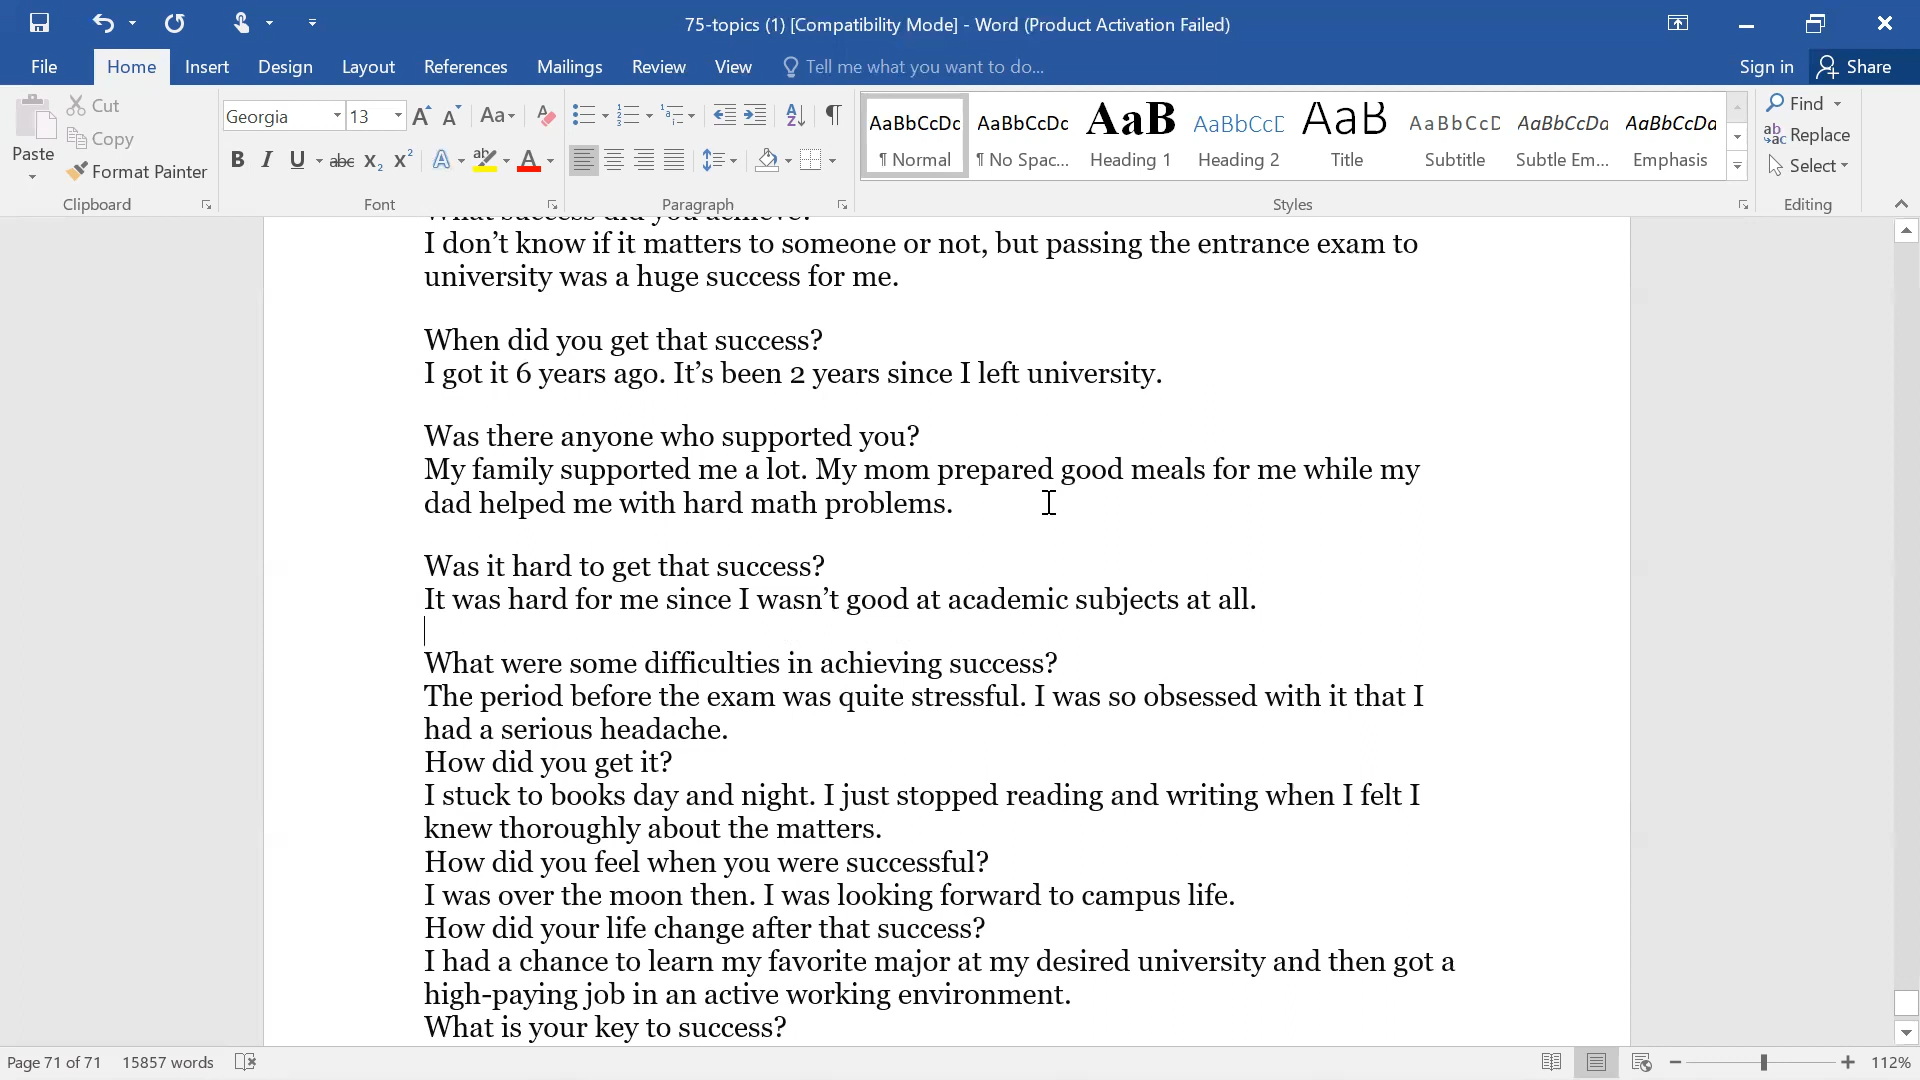 75-topics (1) [Compatibility Mode] - Word (Product Activation Failed)
File Home Insert Design Layout References Mailings Review View Tell me what you want to do... Sign in Share
Paste Cut Copy Format Painter Clipboard
Georgia 13 Aa Font
B I U abc X₂ X² A A
Paragraph
AaBbCcDc ¶ Normal
AaBbCcDc ¶ No Spac...
AaB Heading 1
AaBbCcC Heading 2
AaB Title
AaBbCcD Subtitle
AaBbCcDa Subtle Em...
AaBbCcDa Emphasis
Styles
Find Replace Select Editing
What success did you achieve?
I don’t know if it matters to someone or not, but passing the entrance exam to
university was a huge success for me.
When did you get that success?
I got it 6 years ago. It’s been 2 years since I left university.
Was there anyone who supported you?
My family supported me a lot. My mom prepared good meals for me while my
dad helped me with hard math problems.
Was it hard to get that success?
It was hard for me since I wasn’t good at academic subjects at all.
What were some difficulties in achieving success?
The period before the exam was quite stressful. I was so obsessed with it that I
had a serious headache.
How did you get it?
I stuck to books day and night. I just stopped reading and writing when I felt I
knew thoroughly about the matters.
How did you feel when you were successful?
I was over the moon then. I was looking forward to campus life.
How did your life change after that success?
I had a chance to learn my favorite major at my desired university and then got a
high-paying job in an active working environment.
What is your key to success?
Page 71 of 71 15857 words 112%